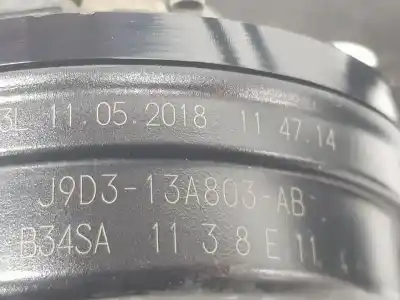 3L 11.05.2018 11 47.14
J9D3-13A803-AB
B34SA 11 3 8 E 11